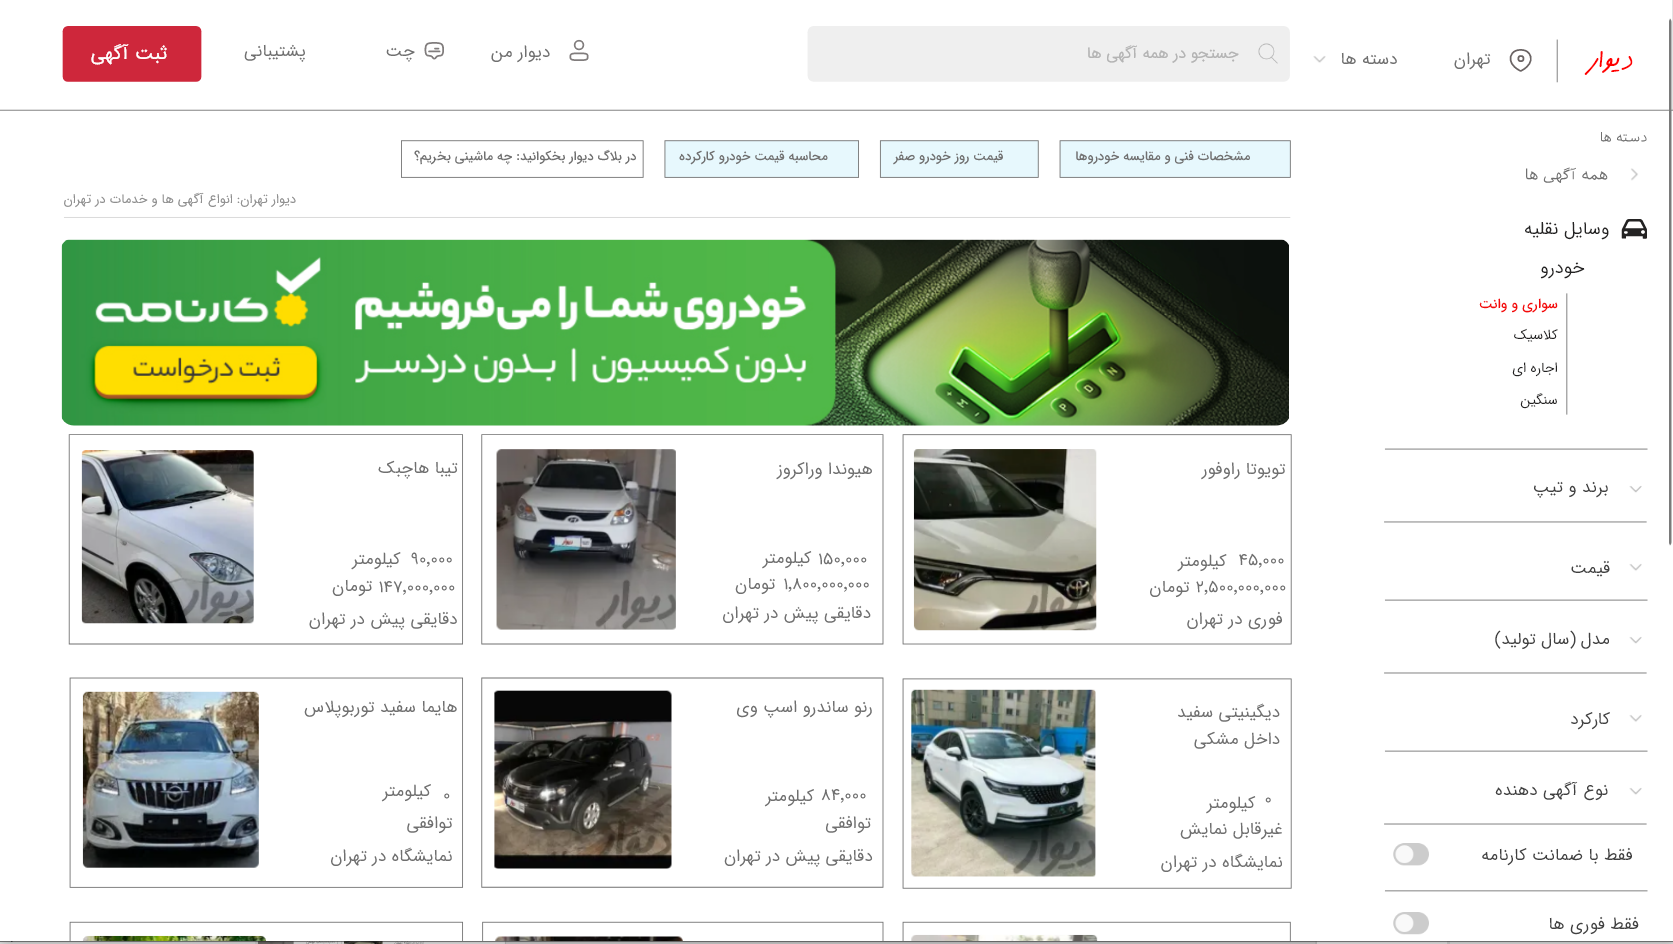 دیوار
تهران
دسته ها
جستجو در همه آگهی ها
دیوار من
چت
پشتیبانی
ثبت آگهی
دسته ها
همه آگهی ها
وسایل نقلیه
خودرو
سواری و وانت
کلاسیک
اجاره ای
سنگین
برند و تیپ
قیمت
مدل (سال تولید)
کارکرد
نوع آگهی دهنده
فقط با ضمانت کارنامه
فقط فوری ها
مشخصات فنی و مقایسه خودروها
قیمت روز خودرو صفر
محاسبه قیمت خودرو کارکرده
در بلاگ دیوار بخکوانید: چه ماشینی بخریم؟
دیوار تهران: انواع آگهی ها و خدمات در تهران
خودروی شما را می‌فروشیم
بدون کمیسیون | بدون دردسر
کارنامه
ثبت درخواست
تویوتا راوفور
۴۵,۰۰۰ کیلومتر
۲,۵۰۰,۰۰۰,۰۰۰ تومان
فوری در تهران
دیوار
هیوندا وراکروز
۱۵۰,۰۰۰ کیلومتر
۱,۸۰۰,۰۰۰,۰۰۰ تومان
دقایقی پیش در تهران
دیوار
تیبا هاچبک
۹۰,۰۰۰ کیلومتر
۱۴۷,۰۰۰,۰۰۰ تومان
دقایقی پیش در تهران
دیوار
دیگنیتی سفید
داخل مشکی
۰ کیلومتر
غیرقابل نمایش
نمایشگاه در تهران
دیوار
رنو ساندرو اسپ وی
۸۴,۰۰۰ کیلومتر
توافقی
دقایقی پیش در تهران
دیوار
هایما سفید توربوپلاس
۰ کیلومتر
توافقی
نمایشگاه در تهران